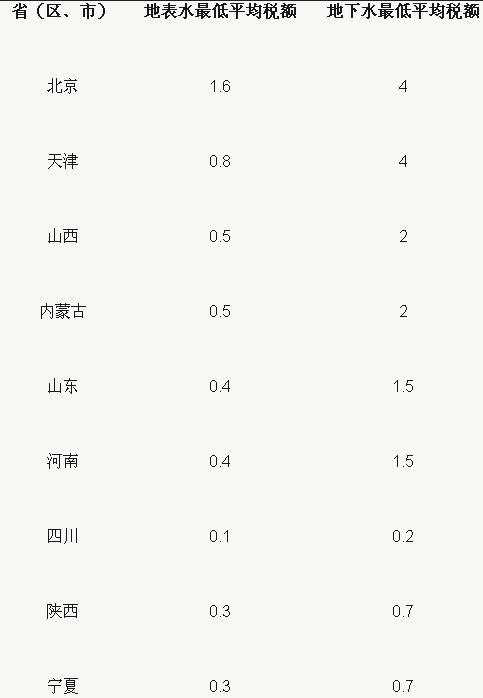 省（区、市） 地表水最低平均税额 地下水最低平均税额
北京 1.6 4
天津 0.8 4
山西 0.5 2
内蒙古 0.5 2
山东 0.4 1.5
河南 0.4 1.5
四川 0.1 0.2
陕西 0.3 0.7
宁夏 0.3 0.7